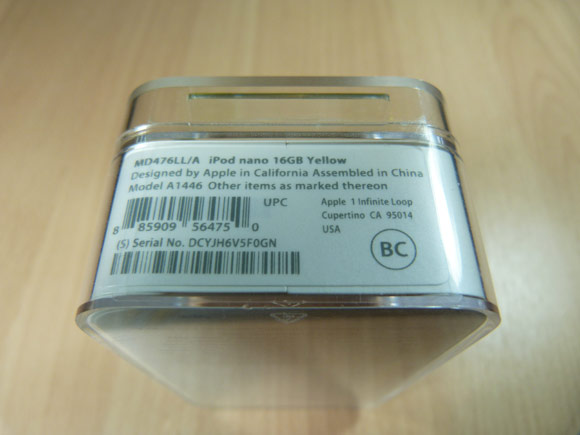 MD476LL/A iPod nano 16GB Yellow
Designed by Apple in California Assembled in China
Model A1446 Other items as marked thereon
UPC
8 85909 56475 0
Apple 1 Infinite Loop
Cupertino CA 95014
USA
(S) Serial No. DCYJH6V5F0GN
BC